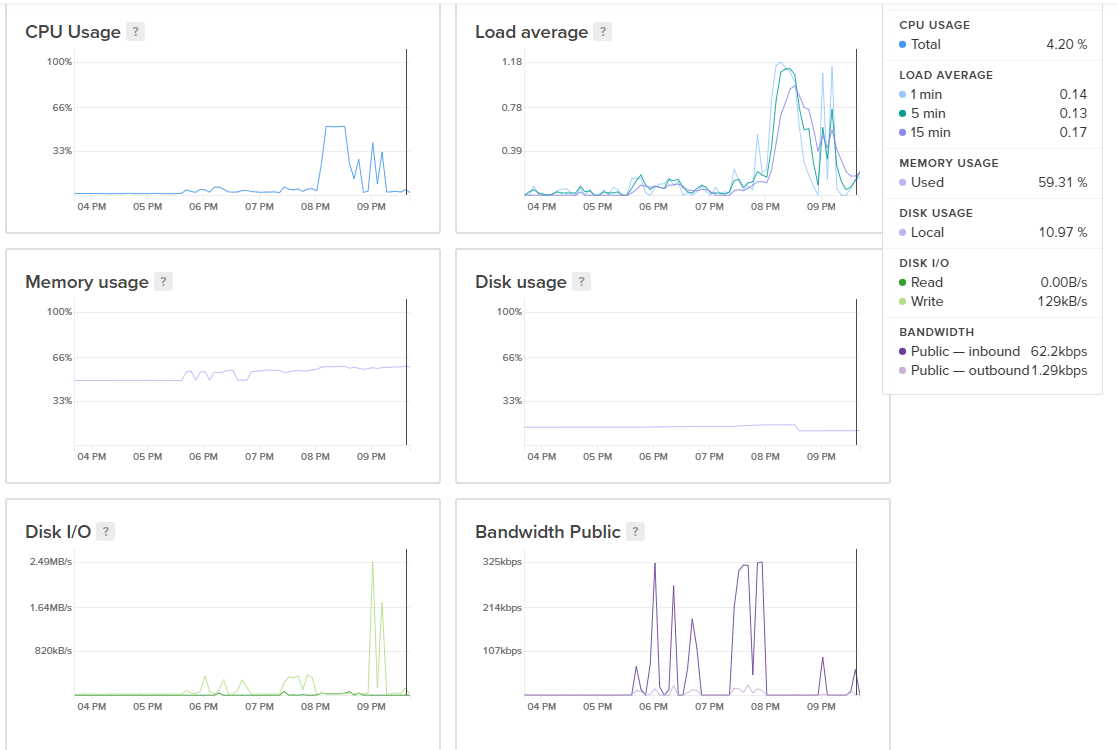 CPU Usage ?
100%
66%
33%
04 PM 05 PM 06 PM 07 PM 08 PM 09 PM
Load average ?
1.18
0.78
0.39
04 PM 05 PM 06 PM 07 PM 08 PM 09 PM
CPU USAGE
Total 4.20 %
LOAD AVERAGE
1 min 0.14
5 min 0.13
15 min 0.17
MEMORY USAGE
Used 59.31 %
DISK USAGE
Local 10.97 %
DISK I/O
Read 0.00B/s
Write 129kB/s
BANDWIDTH
Public — inbound 62.2kbps
Public — outbound 1.29kbps
Memory usage ?
100%
66%
33%
04 PM 05 PM 06 PM 07 PM 08 PM 09 PM
Disk usage ?
100%
66%
33%
04 PM 05 PM 06 PM 07 PM 08 PM 09 PM
Disk I/O ?
2.49MB/s
1.64MB/s
820kB/s
04 PM 05 PM 06 PM 07 PM 08 PM 09 PM
Bandwidth Public ?
325kbps
214kbps
107kbps
04 PM 05 PM 06 PM 07 PM 08 PM 09 PM